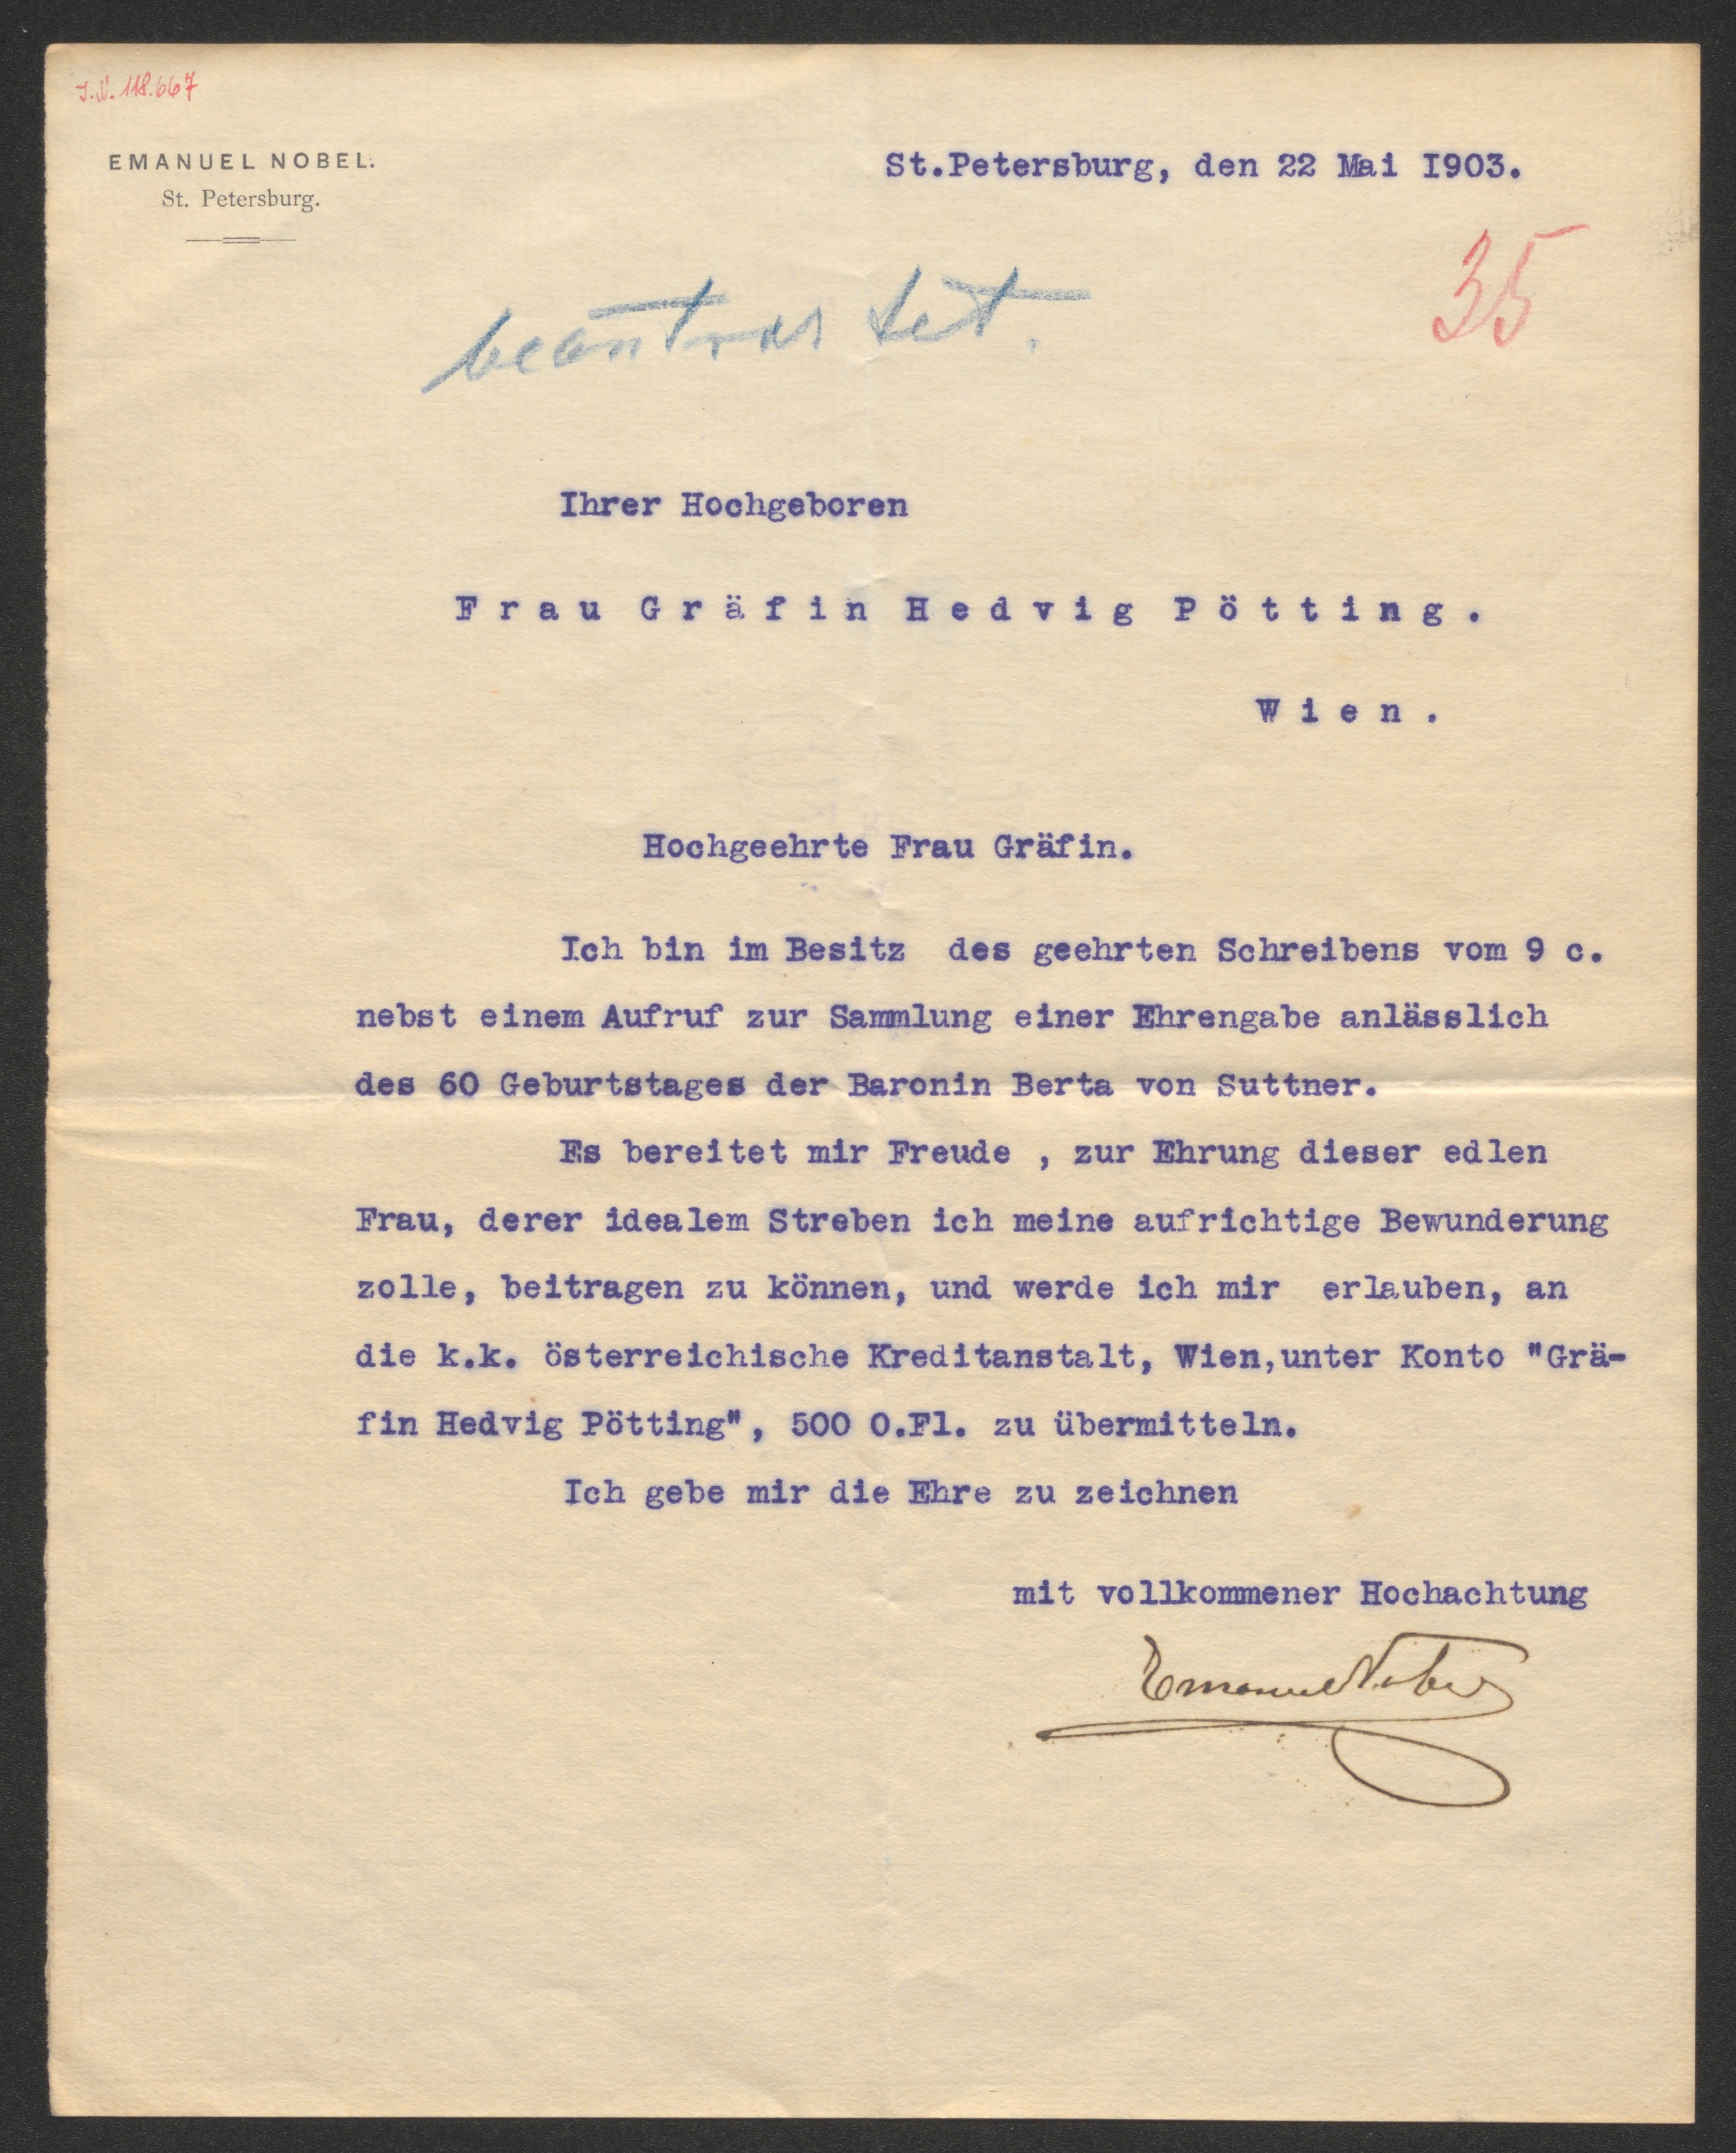 J.N. 118.667
EMANUEL NOBEL.
St. Petersburg.
St.Petersburg, den 22 Mai I903.
35
beantwortet.
Ihrer Hochgeboren
Frau Gräfin Hedvig Pötting.
Wien.
Hochgeehrte Frau Gräfin.
Ich bin im Besitz des geehrten Schreibens vom 9 c.
nebst einem Aufruf zur Sammlung einer Ehrengabe anlässlich
des 60 Geburtstages der Baronin Berta von Suttner.
Es bereitet mir Freude , zur Ehrung dieser edlen
Frau, derer idealem Streben ich meine aufrichtige Bewunderung
zolle, beitragen zu können, und werde ich mir erlauben, an
die k.k. österreichische Kreditanstalt, Wien,unter Konto "Grä-
fin Hedvig Pötting", 500 O.Fl. zu übermitteln.
Ich gebe mir die Ehre zu zeichnen
mit vollkommener Hochachtung
Emanuel Nobel